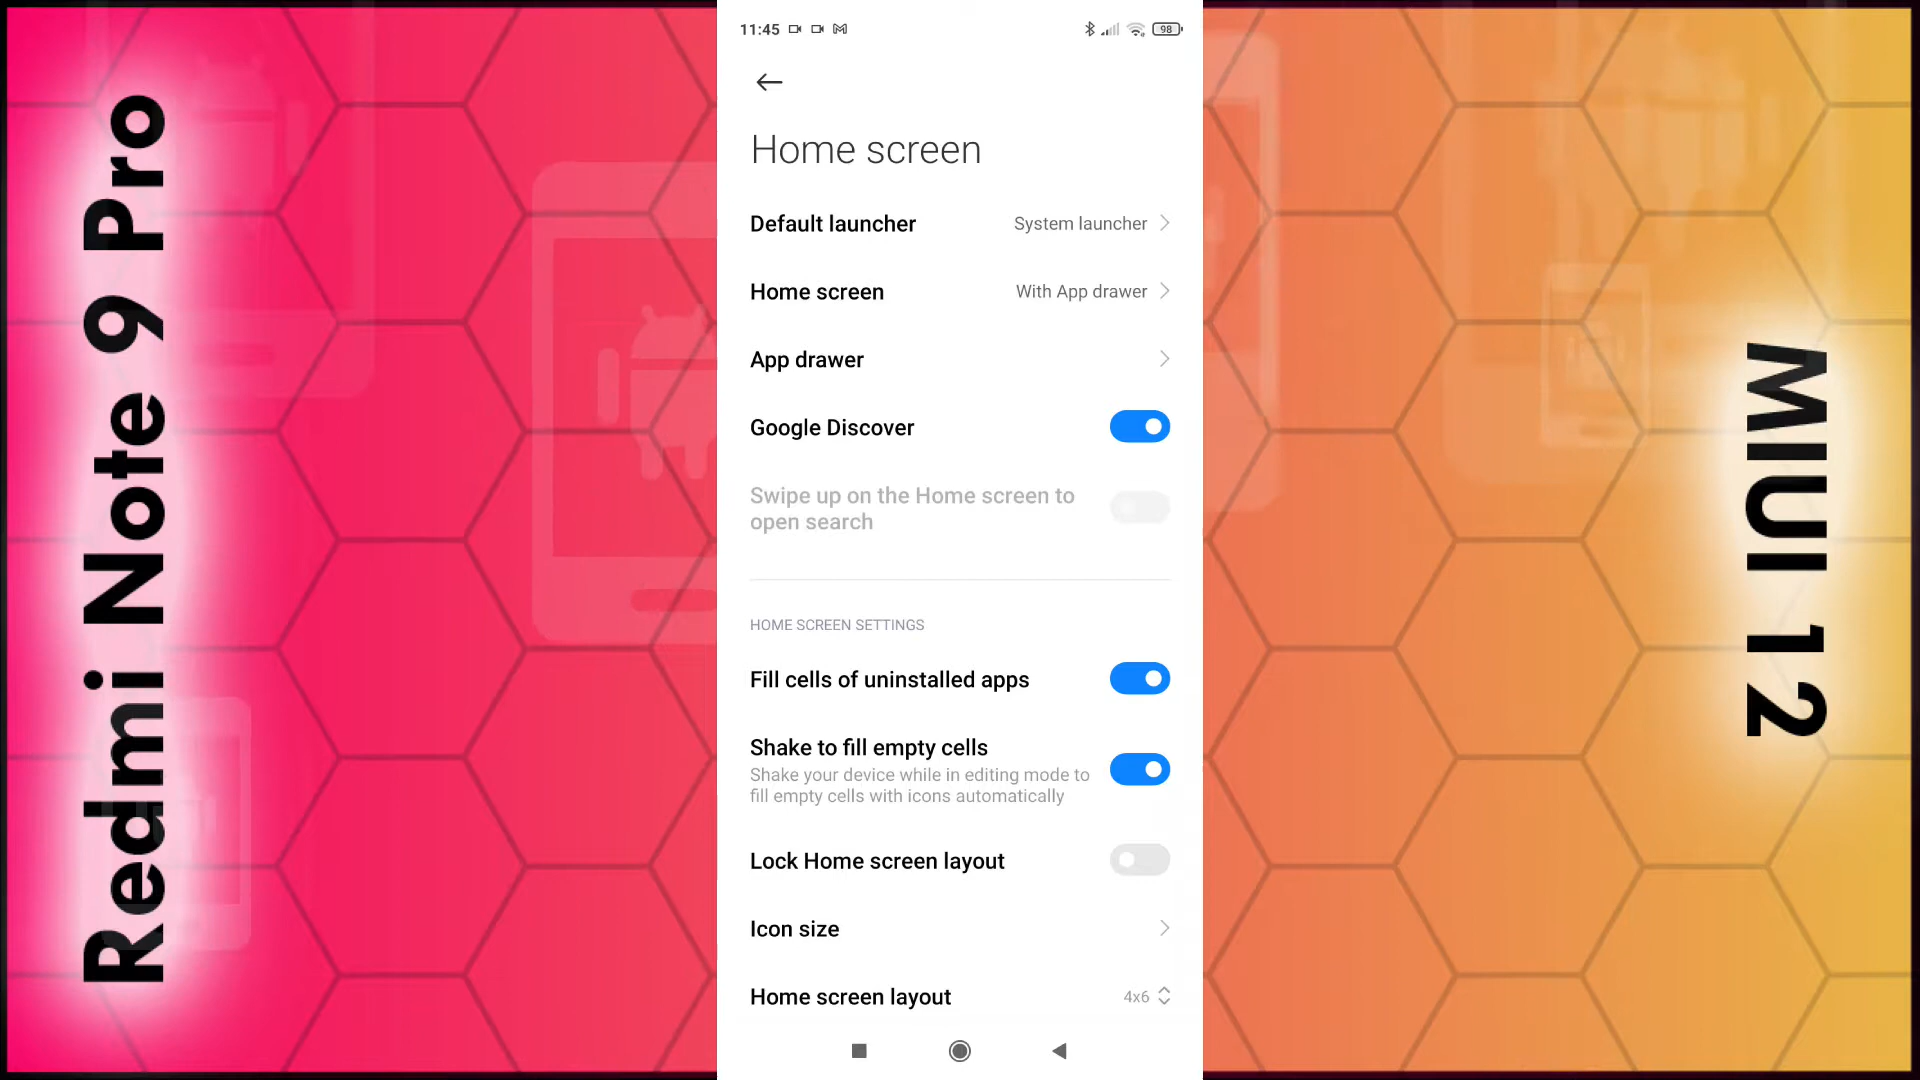 Redmi Note 9 Pro
11:45
98
Home screen
Default launcher System launcher
Home screen With App drawer
App drawer
Google Discover
Swipe up on the Home screen to
open search
HOME SCREEN SETTINGS
Fill cells of uninstalled apps
Shake to fill empty cells
Shake your device while in editing mode to
fill empty cells with icons automatically
Lock Home screen layout
Icon size
Home screen layout 4x6
MIUI 12